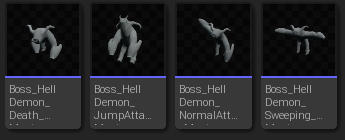 Boss_Hell
Demon_
Death_...
Boss_Hell
Demon_
JumpAtta...
Boss_Hell
Demon_
NormalAtt...
Boss_Hell
Demon_
Sweeping_...